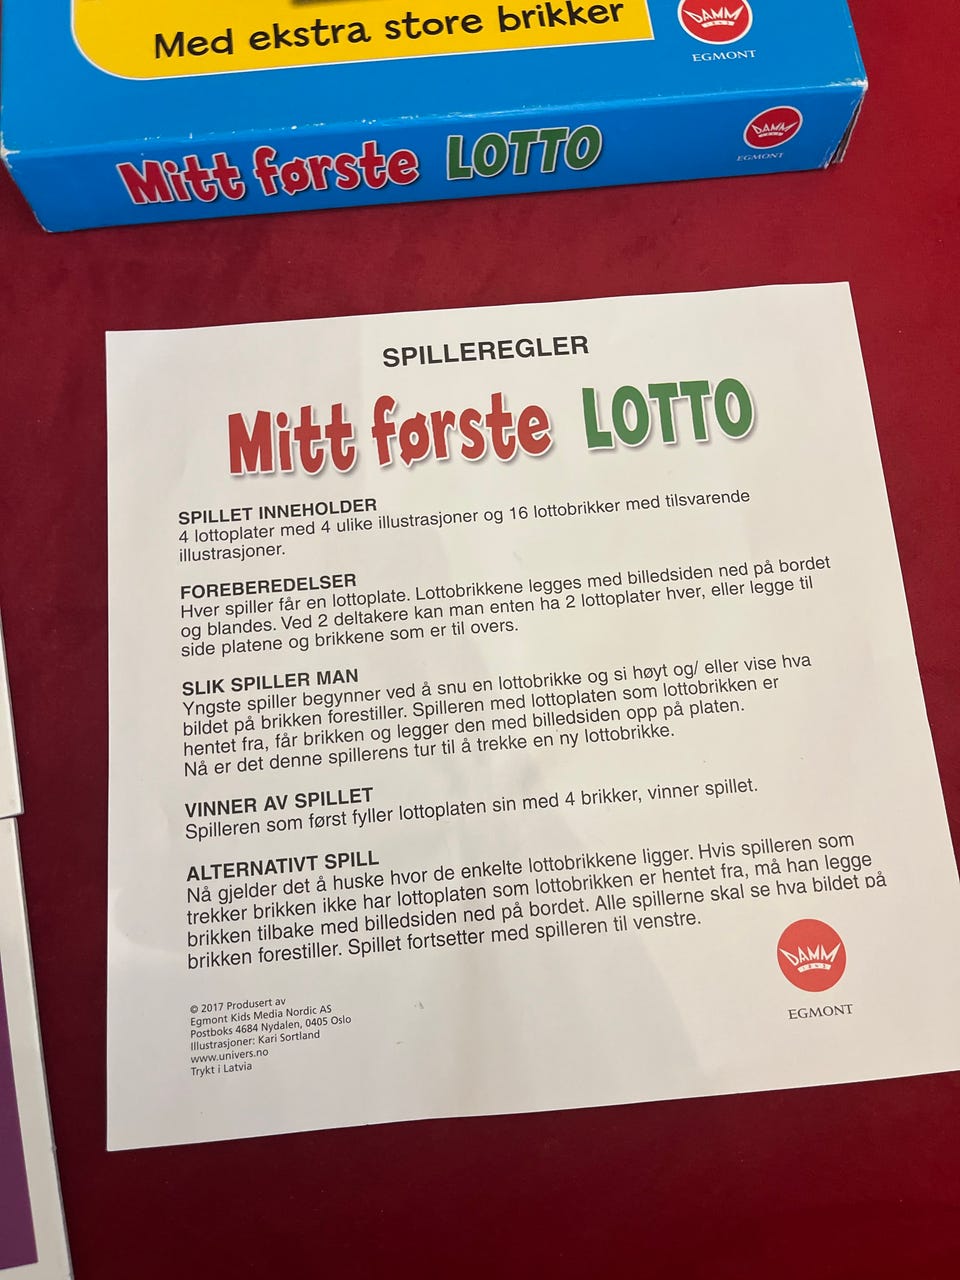 Med ekstra store brikker
DAMM
EGMONT
Mitt første LOTTO
DAMM
EGMONT
SPILLEREGLER
Mitt første LOTTO
SPILLET INNEHOLDER
4 lottoplater med 4 ulike illustrasjoner og 16 lottobrikker med tilsvarende
illustrasjoner.
FOREBEREDELSER
Hver spiller får en lottoplate. Lottobrikkene legges med billedsiden ned på bordet
og blandes. Ved 2 deltakere kan man enten ha 2 lottoplater hver, eller legge til
side platene og brikkene som er til overs.
SLIK SPILLER MAN
Yngste spiller begynner ved å snu en lottobrikke og si høyt og/ eller vise hva
bildet på brikken forestiller. Spilleren med lottoplaten som lottobrikken er
hentet fra, får brikken og legger den med billedsiden opp på platen.
Nå er det denne spillerens tur til å trekke en ny lottobrikke.
VINNER AV SPILLET
Spilleren som først fyller lottoplaten sin med 4 brikker, vinner spillet.
ALTERNATIVT SPILL
Nå gjelder det å huske hvor de enkelte lottobrikkene ligger. Hvis spilleren som
trekker brikken ikke har lottoplaten som lottobrikken er hentet fra, må han legge
brikken tilbake med billedsiden ned på bordet. Alle spillerne skal se hva bildet på
brikken forestiller. Spillet fortsetter med spilleren til venstre.
DAMM
1843
EGMONT
© 2017 Produsert av
Egmont Kids Media Nordic AS
Postboks 4684 Nydalen, 0405 Oslo
Illustrasjoner: Kari Sortland
www.univers.no
Trykt i Latvia